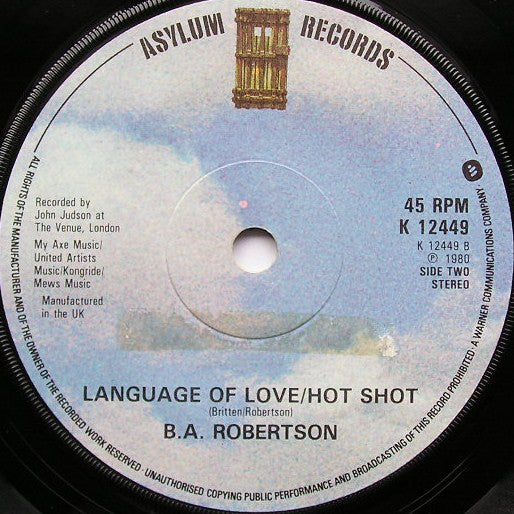 ASYLUM RECORDS
Recorded by
John Judson at
The Venue, London
My Axe Music/
United Artists
Music/Kongride/
Mews Music
Manufactured
in the UK
45 RPM
K 12449
K 12449 B
Ⓟ 1980
SIDE TWO
STEREO
LANGUAGE OF LOVE/HOT SHOT
(Britten/Robertson)
B.A. ROBERTSON
ALL RIGHTS OF THE MANUFACTURER AND OF THE OWNER OF THE RECORDED WORK RESERVED · UNAUTHORISED COPYING PUBLIC PERFORMANCE AND BROADCASTING OF THIS RECORD PROHIBITED · A WARNER COMMUNICATIONS COMPANY